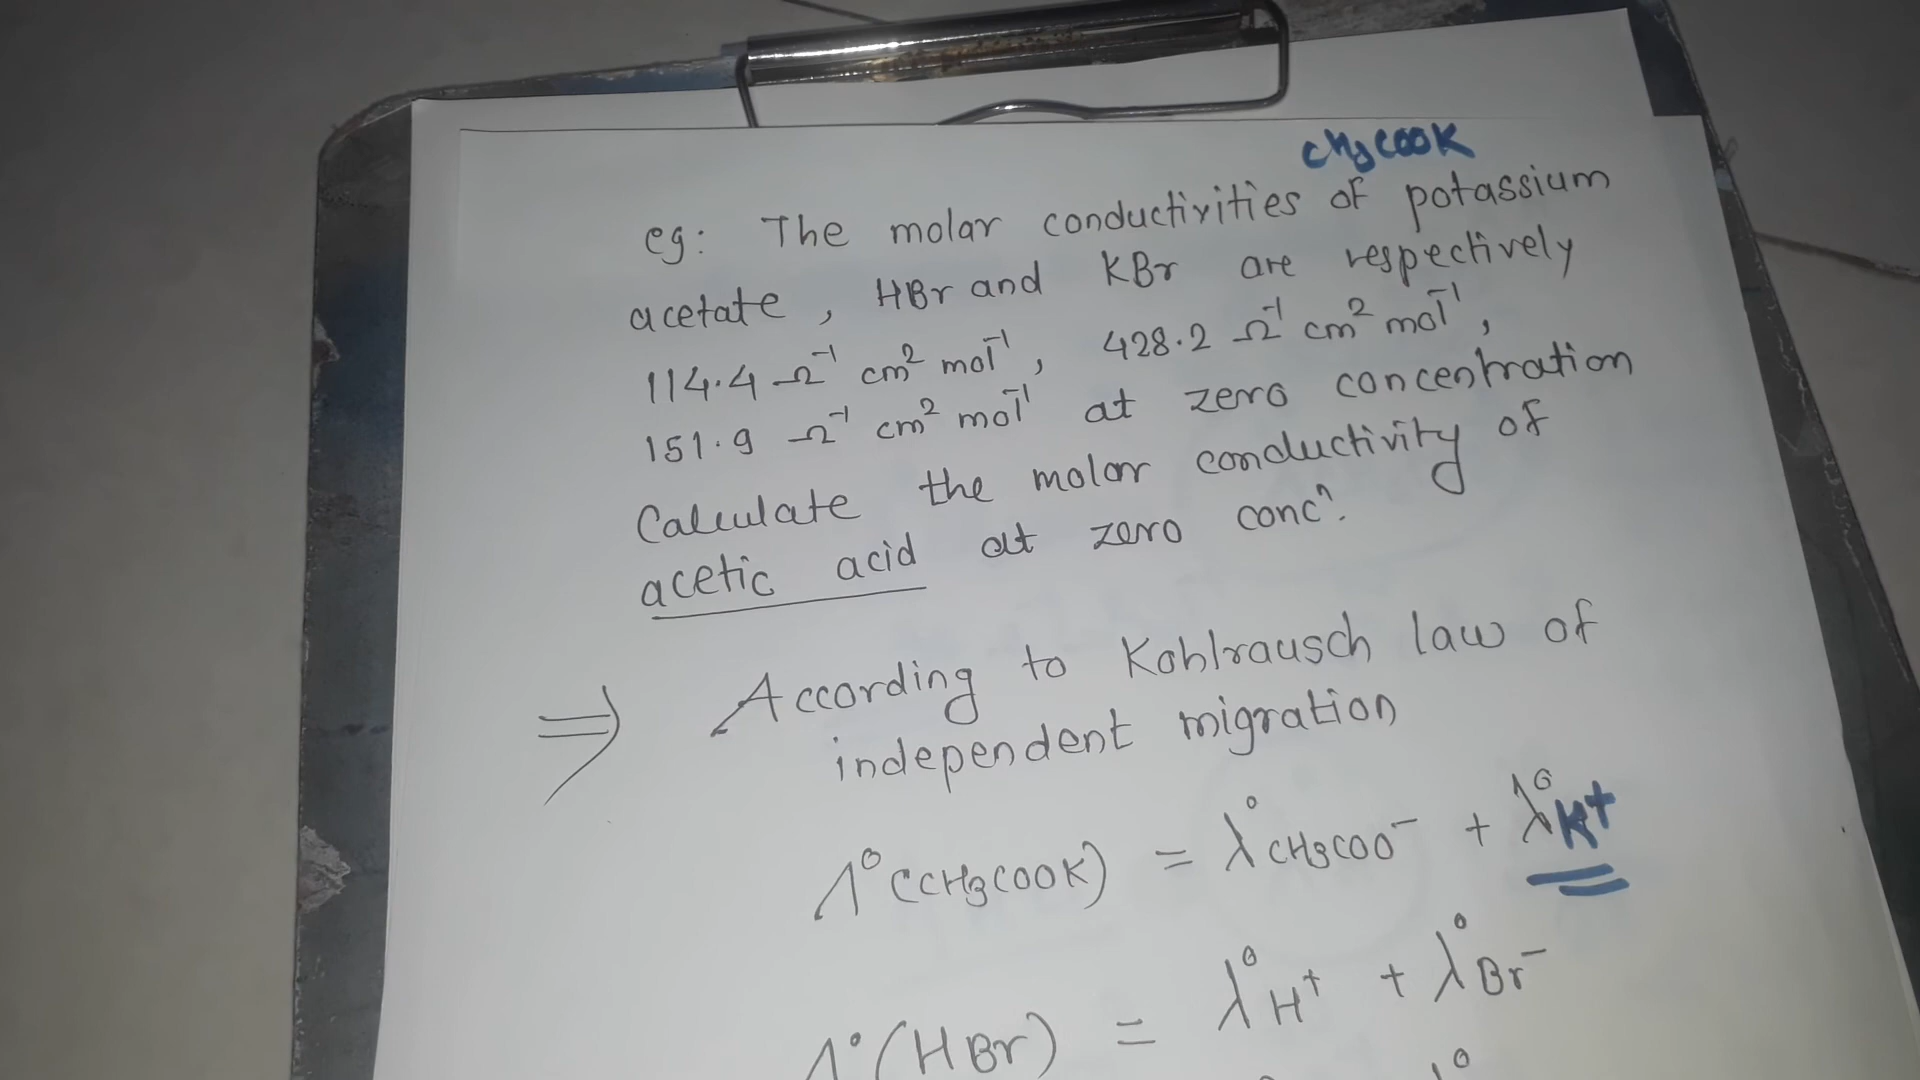 CH3COOK
eg: The molar conductivities of potassium
acetate, HBr and KBr are respectively
114.4 Ω⁻¹ cm² mol⁻¹, 428.2 Ω⁻¹ cm² mol⁻¹,
151.9 Ω⁻¹ cm² mol⁻¹ at zero concentration
Calculate the molar conductivity of
acetic acid at zero concⁿ.
⇒ According to Kohlrausch law of
independent migration
Λ°(CH3COOK) = λ°CH3COO⁻ + λ°K+
Λ°(HBr) = λ°H⁺ + λ°Br⁻